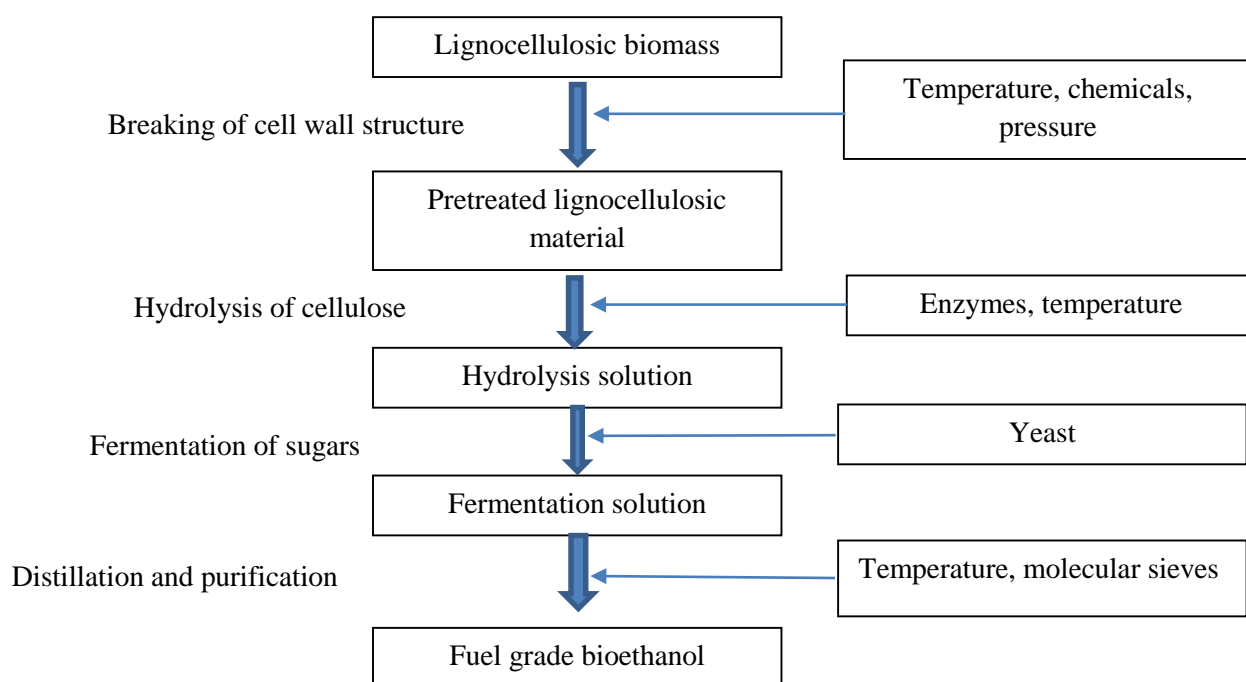 Lignocellulosic biomass
Temperature, chemicals,
pressure
Breaking of cell wall structure
Pretreated lignocellulosic
material
Hydrolysis of cellulose
Enzymes, temperature
Hydrolysis solution
Yeast
Fermentation of sugars
Fermentation solution
Temperature, molecular sieves
Distillation and purification
Fuel grade bioethanol